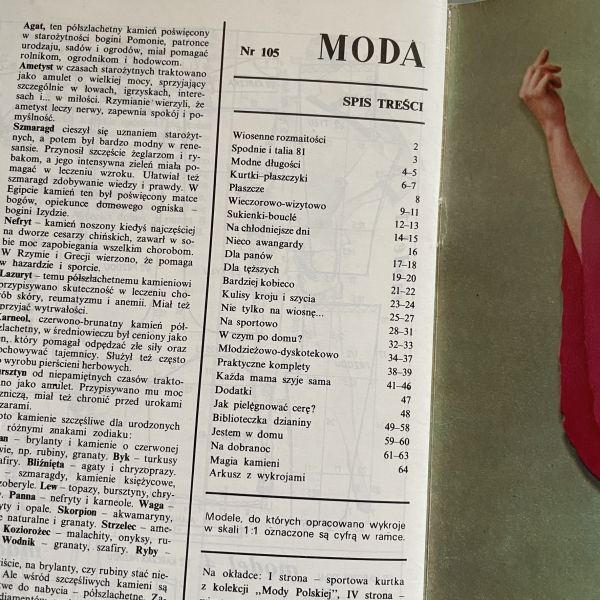 Agat, ten półszlachetny kamień poświęcony
w starożytności bogini Pomonie, patronce
urodzaju, sadów i ogrodów, miał pomagać
rolnikom, ogrodnikom i hodowcom.
Ametyst w czasach starożytnych traktowano
jako amulet o wielkiej mocy, sprzyjający
szczególnie w łowach, igrzyskach, intere-
sach i... w miłości. Rzymianie wierzyli, że
ametyst leczy nerwy, zapewnia spokój i po-
myślność.
Szmaragd cieszył się uznaniem starożyt-
nych, a potem był bardzo modny w rene-
sansie. Przynosił szczęście żeglarzom i ry-
bakom, a jego intensywna zieleń miała po-
magać w leczeniu wzroku. Ułatwiał też
szmaragd zdobywanie wiedzy i prawdy. W
Egipcie kamień ten był poświęcony matce
bogów, opiekunce domowego ogniska –
bogini Izydzie.
Nefryt – kamień noszony kiedyś najczęściej
na dworze cesarzy chińskich, zawarł w so-
bie moc zapobiegania wszelkim chorobom.
W Rzymie i Grecji wierzono, że pomaga
w hazardzie i sporcie.
Lazuryt – temu półszlachetnemu kamieniowi
przypisywano skuteczność w leczeniu cho-
rób skóry, reumatyzmu i anemii. Miał też
przyjać wytrwałości.
Karneol, czerwono-brunatny kamień pół-
szlachetny, w średniowieczu był ceniony jako
który pomagał odpędzać złe siły oraz
ochowywać tajemnicy. Służył też często
wyrobu pierścieni herbowych.
ursztyn od niepamiętnych czasów trakto-
no jako amulet. Przypisywano mu moc
zniczą, miał też chronić przed urokami
zarami.
oto kamienie szczęśliwe dla urodzonych
różnymi znakami zodiaku:
an – brylanty i kamienie o czerwonej
wie, np. rubiny, granaty. Byk – turkusy
afiry. Bliźnięta – agaty i chryzoprazy.
– szmaragdy, kamienie księżycowe,
zoberyle. Lew – topazy, bursztyny, chry-
y. Panna – nefryty i karneole. Waga –
yty i opale. Skorpion – akwamaryny,
e naturalne i granaty. Strzelec – ame-
Koziorożec – malachity, onyksy, ru-
Wodnik – granaty, szafiry. Ryby –
iście, na brylanty, czy rubiny stać nie-
Ale wśród szczęśliwych kamieni są
twe do nabycia – półszlachetne. Za-
Nr 105 MODA
SPIS TREŚCI
Wiosenne rozmaitości 2
Spodnie i talia 81 3
Modne długości 4–5
Kurtki–płaszczyki 6–7
Płaszcze 8
Wieczorowo-wizytowo 9–11
Sukienki-bouclé 12–13
Na chłodniejsze dni 14–15
Nieco awangardy 16
Dla panów 17–18
Dla tęższych 19–20
Bardziej kobieco 21–22
Kulisy kroju i szycia 23–24
Nie tylko na wiosnę... 25–27
Na sportowo 28–31
W czym po domu? 32–33
Młodzieżowo-dyskotekowo 34–37
Praktyczne komplety 38–39
Każda mama szyje sama 41–46
Dodatki 47
Jak pielęgnować cerę? 48
Biblioteczka dzianiny 49–58
Jestem w domu 59–60
Na dobranoc 61–63
Magia kamieni 64
Arkusz z wykrojami
Modele, do których opracowano wykroje
w skali 1:1 oznaczone są cyfrą w ramce.
Na okładce: I strona – sportowa kurtka
z kolekcji „Mody Polskiej”, IV strona –